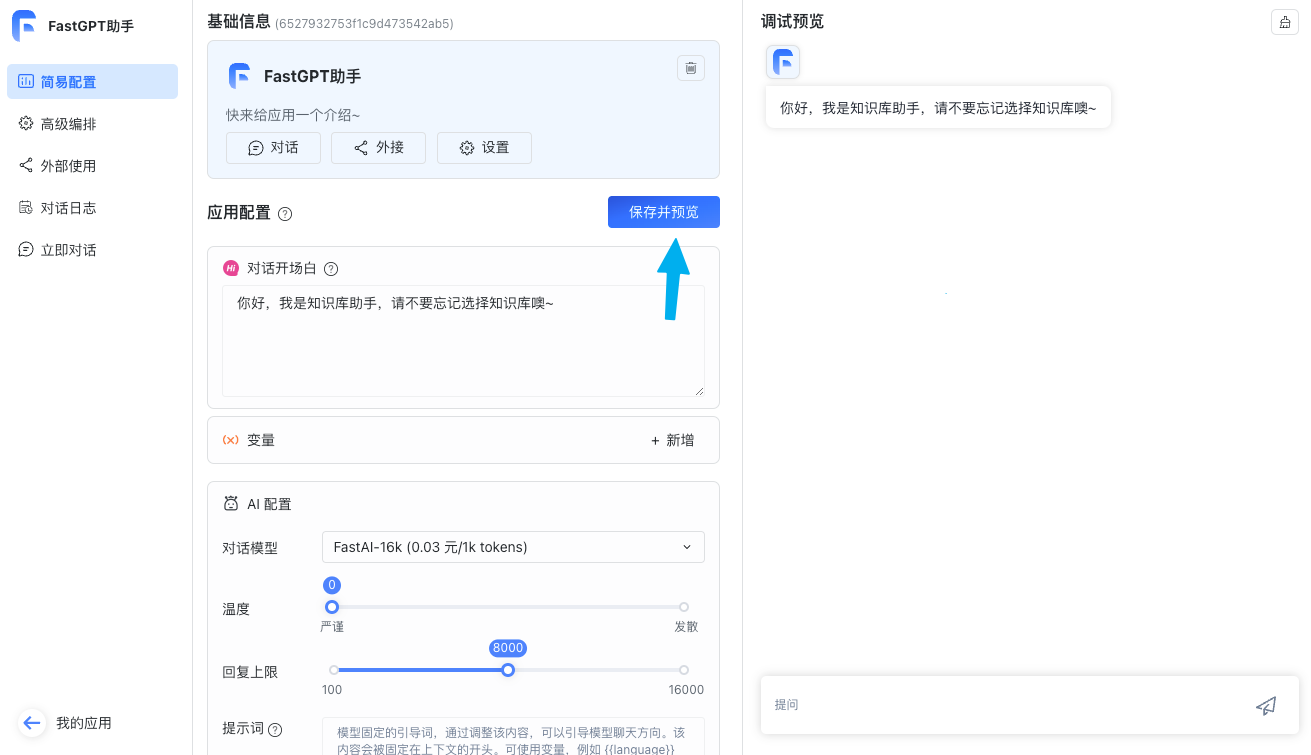 FastGPT助手
简易配置
高级编排
外部使用
对话日志
立即对话
我的应用
基础信息 (6527932753f1c9d473542ab5)
FastGPT助手
快来给应用一个介绍~
对话 外接 设置
应用配置 ?
保存并预览
Hi 对话开场白 ?
你好，我是知识库助手，请不要忘记选择知识库噢~
(x) 变量
+ 新增
AI 配置
对话模型
FastAI-16k (0.03 元/1k tokens)
0
温度
严谨 发散
8000
回复上限
100 16000
提示词 ?
模型固定的引导词，通过调整该内容，可以引导模型聊天方向。该
内容会被固定在上下文的开头。可使用变量，例如 {{language}}
调试预览
你好，我是知识库助手，请不要忘记选择知识库噢~
提问